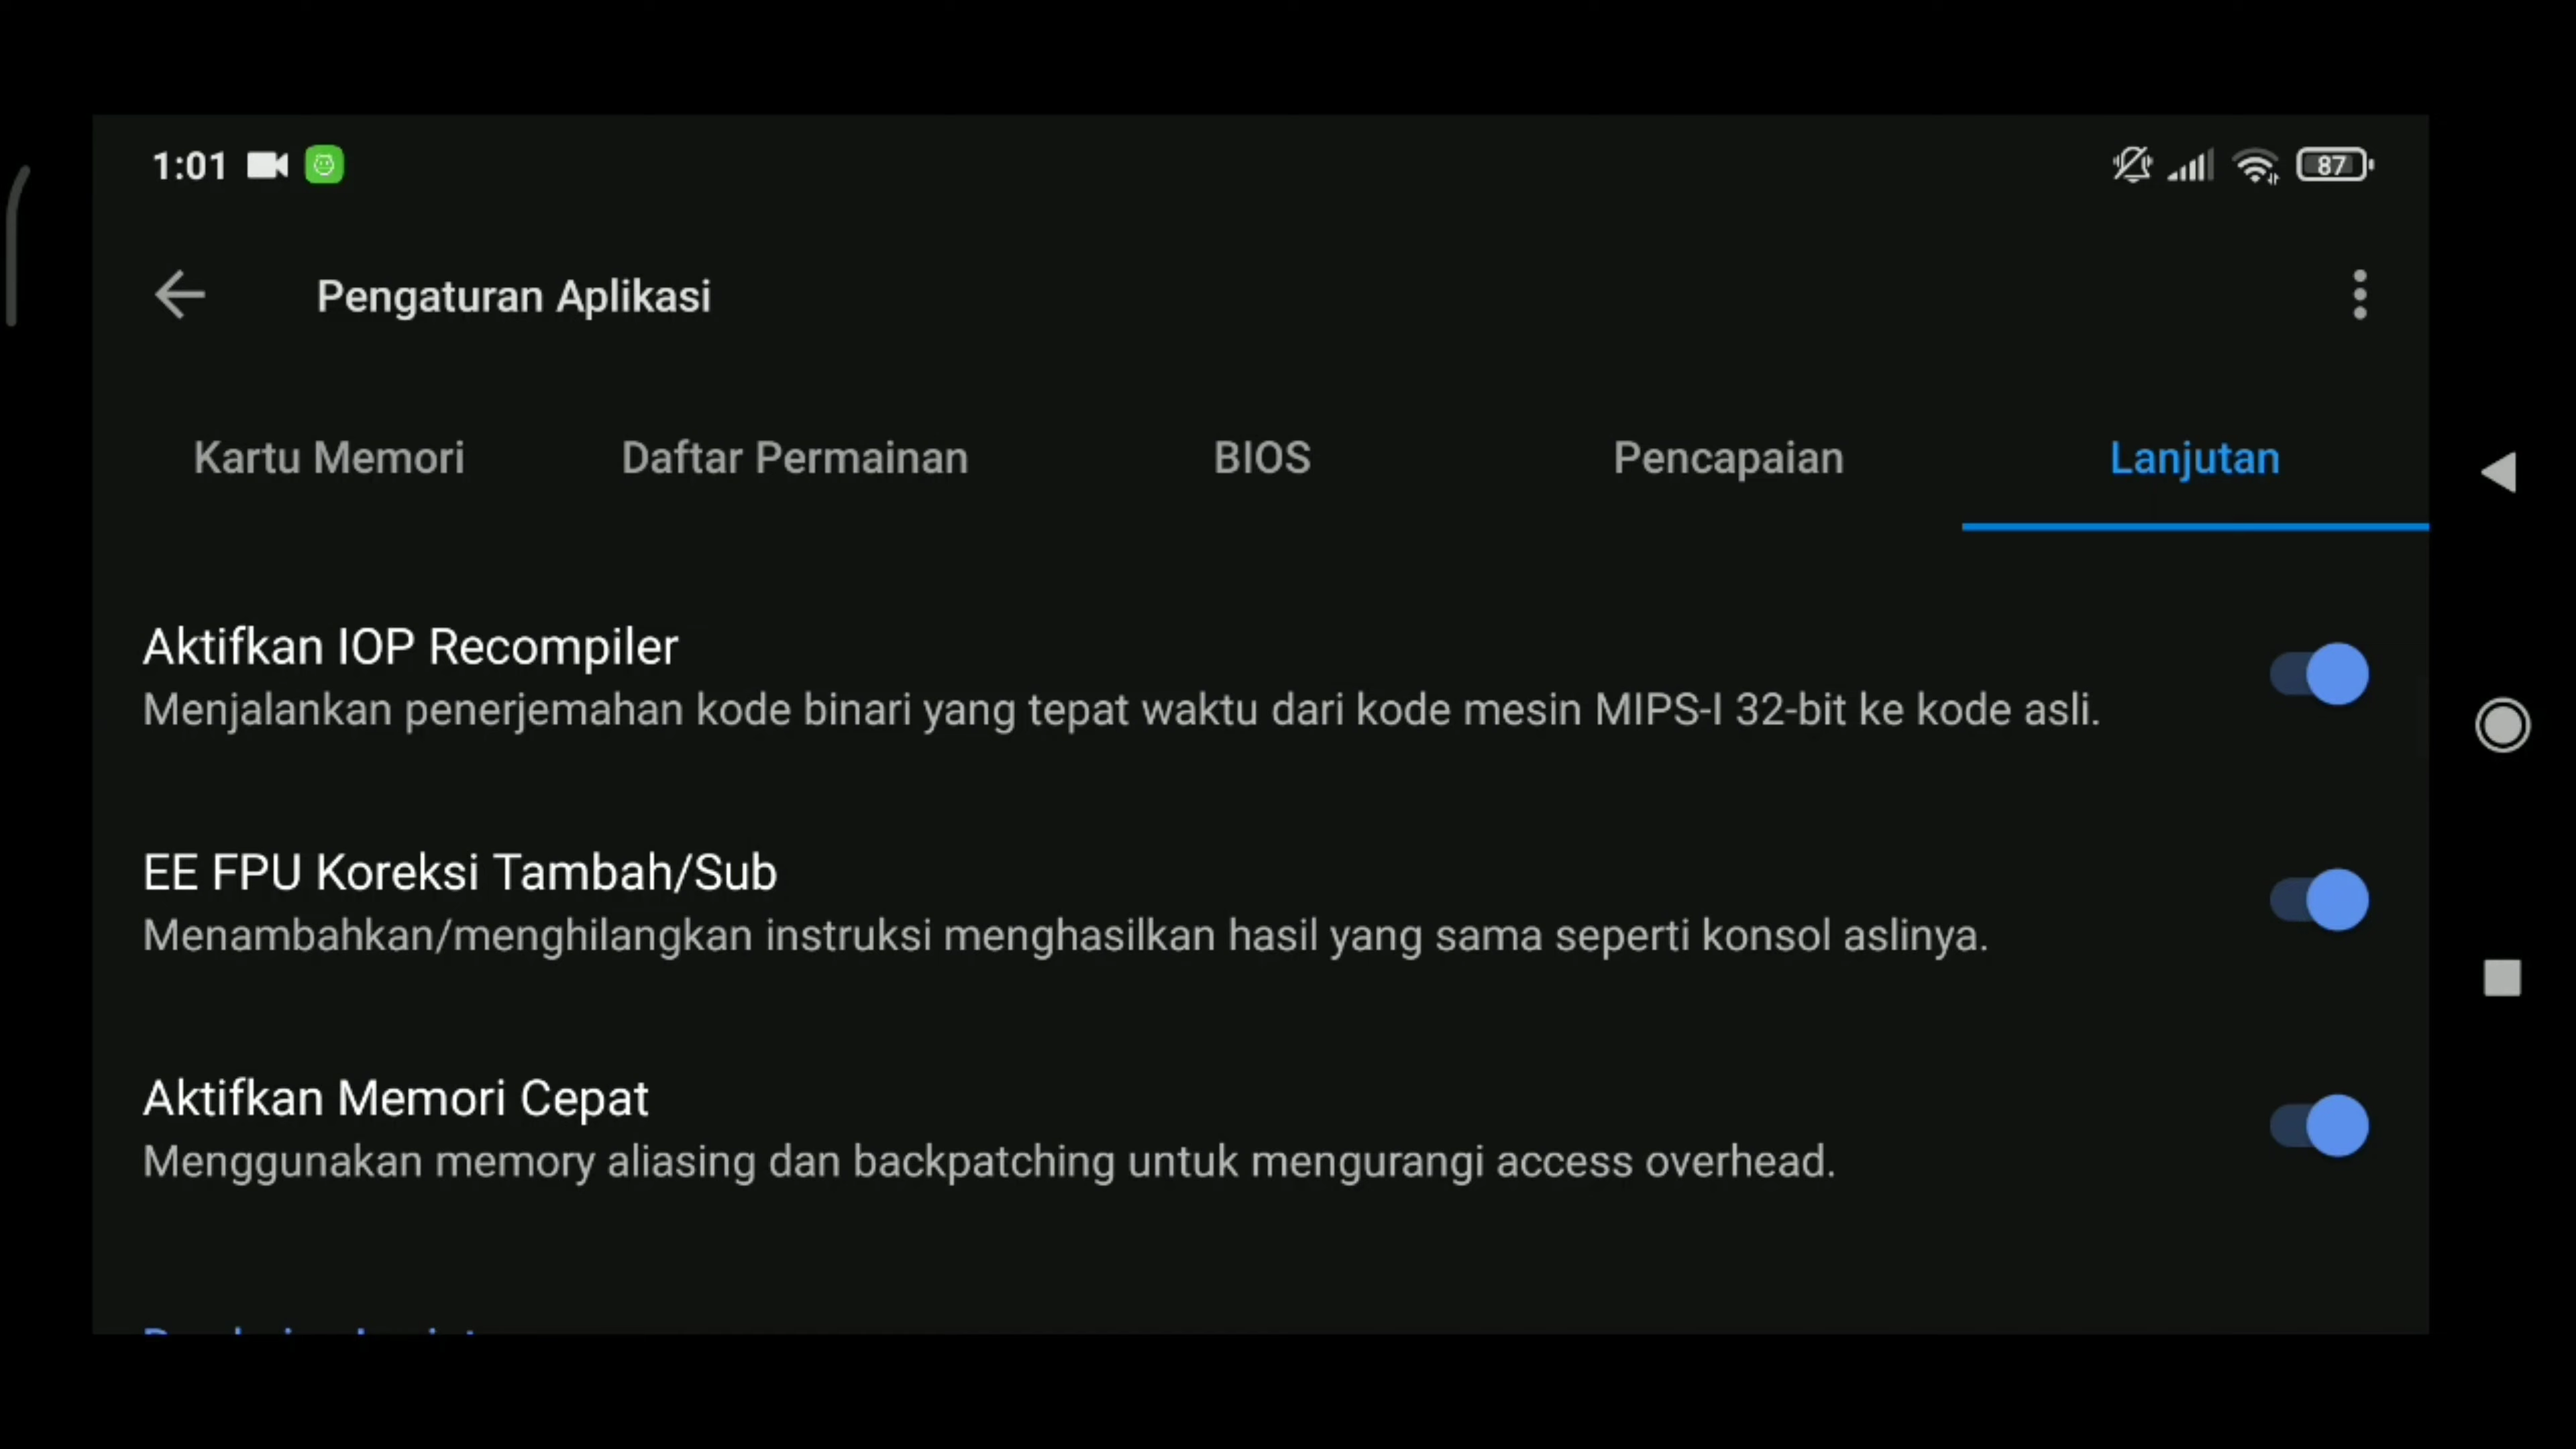 1:01
87
Pengaturan Aplikasi
Kartu Memori
Daftar Permainan
BIOS
Pencapaian
Lanjutan
Aktifkan IOP Recompiler
Menjalankan penerjemahan kode binari yang tepat waktu dari kode mesin MIPS-I 32-bit ke kode asli.
EE FPU Koreksi Tambah/Sub
Menambahkan/menghilangkan instruksi menghasilkan hasil yang sama seperti konsol aslinya.
Aktifkan Memori Cepat
Menggunakan memory aliasing dan backpatching untuk mengurangi access overhead.